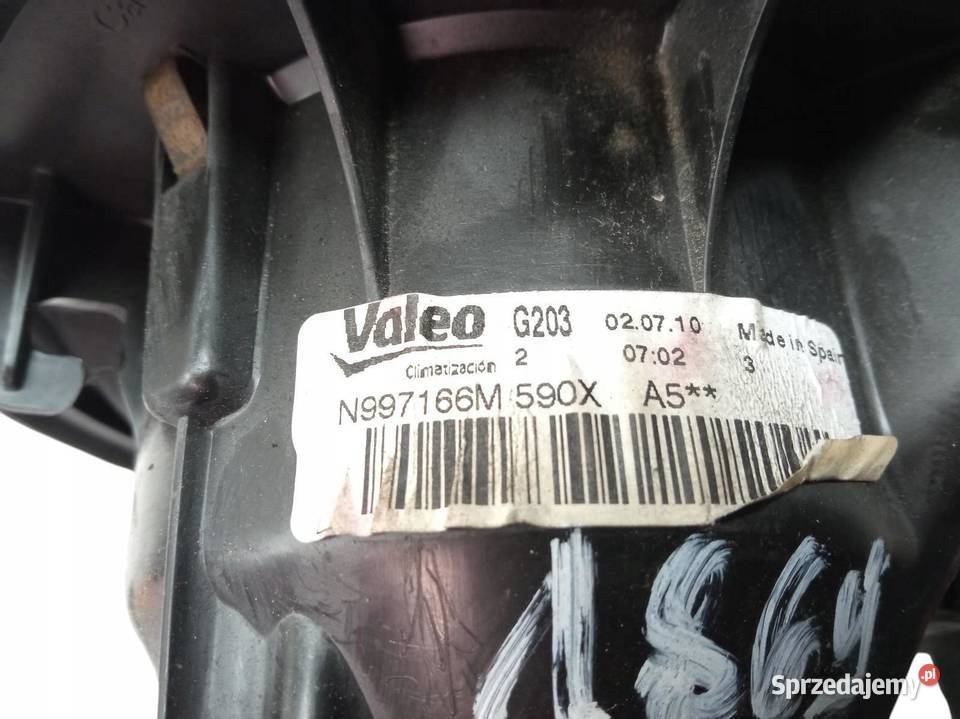 Valeo G203 02.07.10 Made in Spain
Climatización 2 07:02 3
N997166M 590X A5**
Sprzedajemy.pl